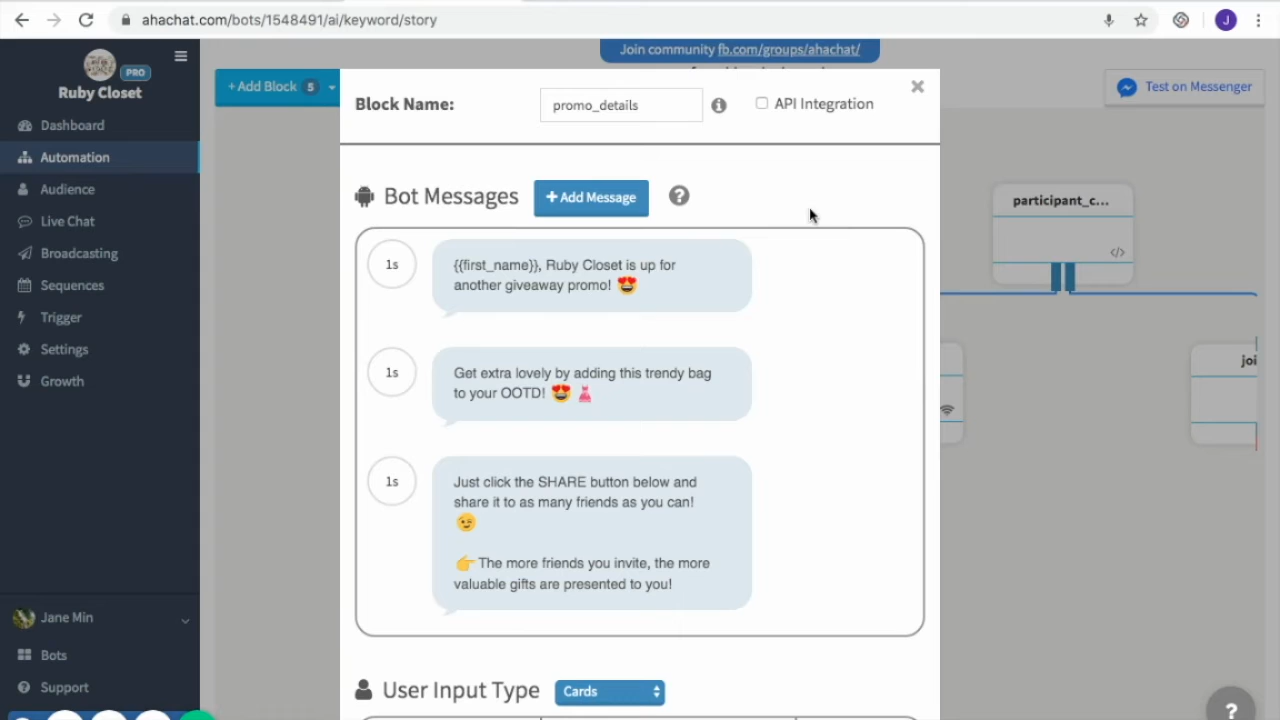 ahachat.com/bots/1548491/ai/keyword/story
J
Join community fb.com/groups/ahachat/
PRO
Ruby Closet
+ Add Block 5
Test on Messenger
Dashboard
Automation
Audience
Live Chat
Broadcasting
Sequences
Trigger
Settings
Growth
Jane Min
Bots
Support
Block Name:
promo_details
API Integration
Bot Messages
+ Add Message
1s
{{first_name}}, Ruby Closet is up for
another giveaway promo! 😍
1s
Get extra lovely by adding this trendy bag
to your OOTD! 😍 👗
1s
Just click the SHARE button below and
share it to as many friends as you can!
😉
👉 The more friends you invite, the more
valuable gifts are presented to you!
User Input Type
Cards
participant_c...
joi
?